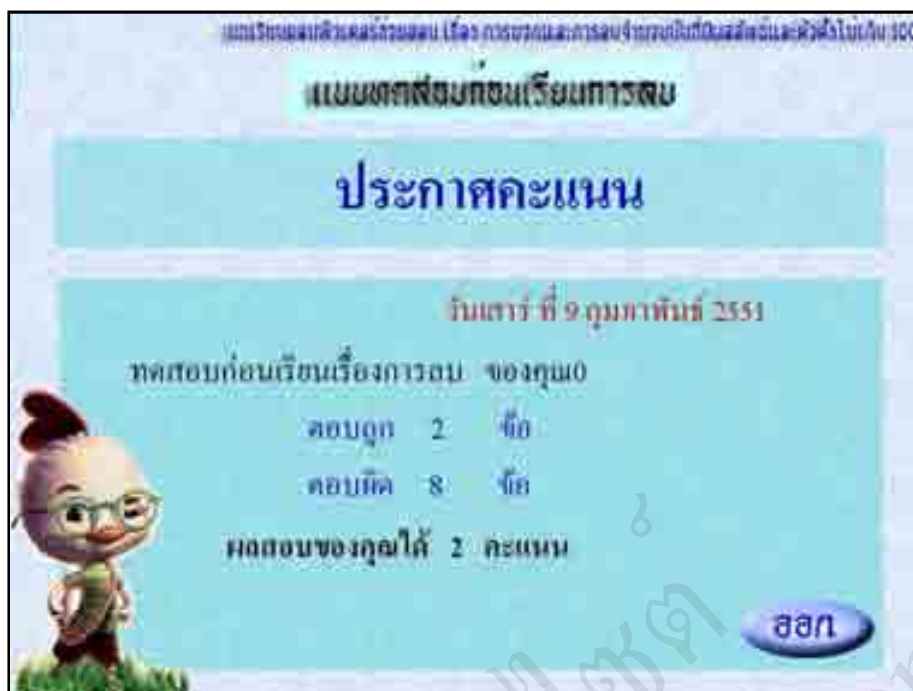 แบบทดสอบก่อนเรียนการลบ
ประกาศคะแนน
วันเสาร์ ที่ 9 กุมภาพันธ์ 2551
ทดสอบก่อนเรียนเรื่องการลบ ของคุณ0
ตอบถูก 2 ข้อ
ตอบผิด 8 ข้อ
ผลสอบของคุณได้ 2 คะแนน
ออก